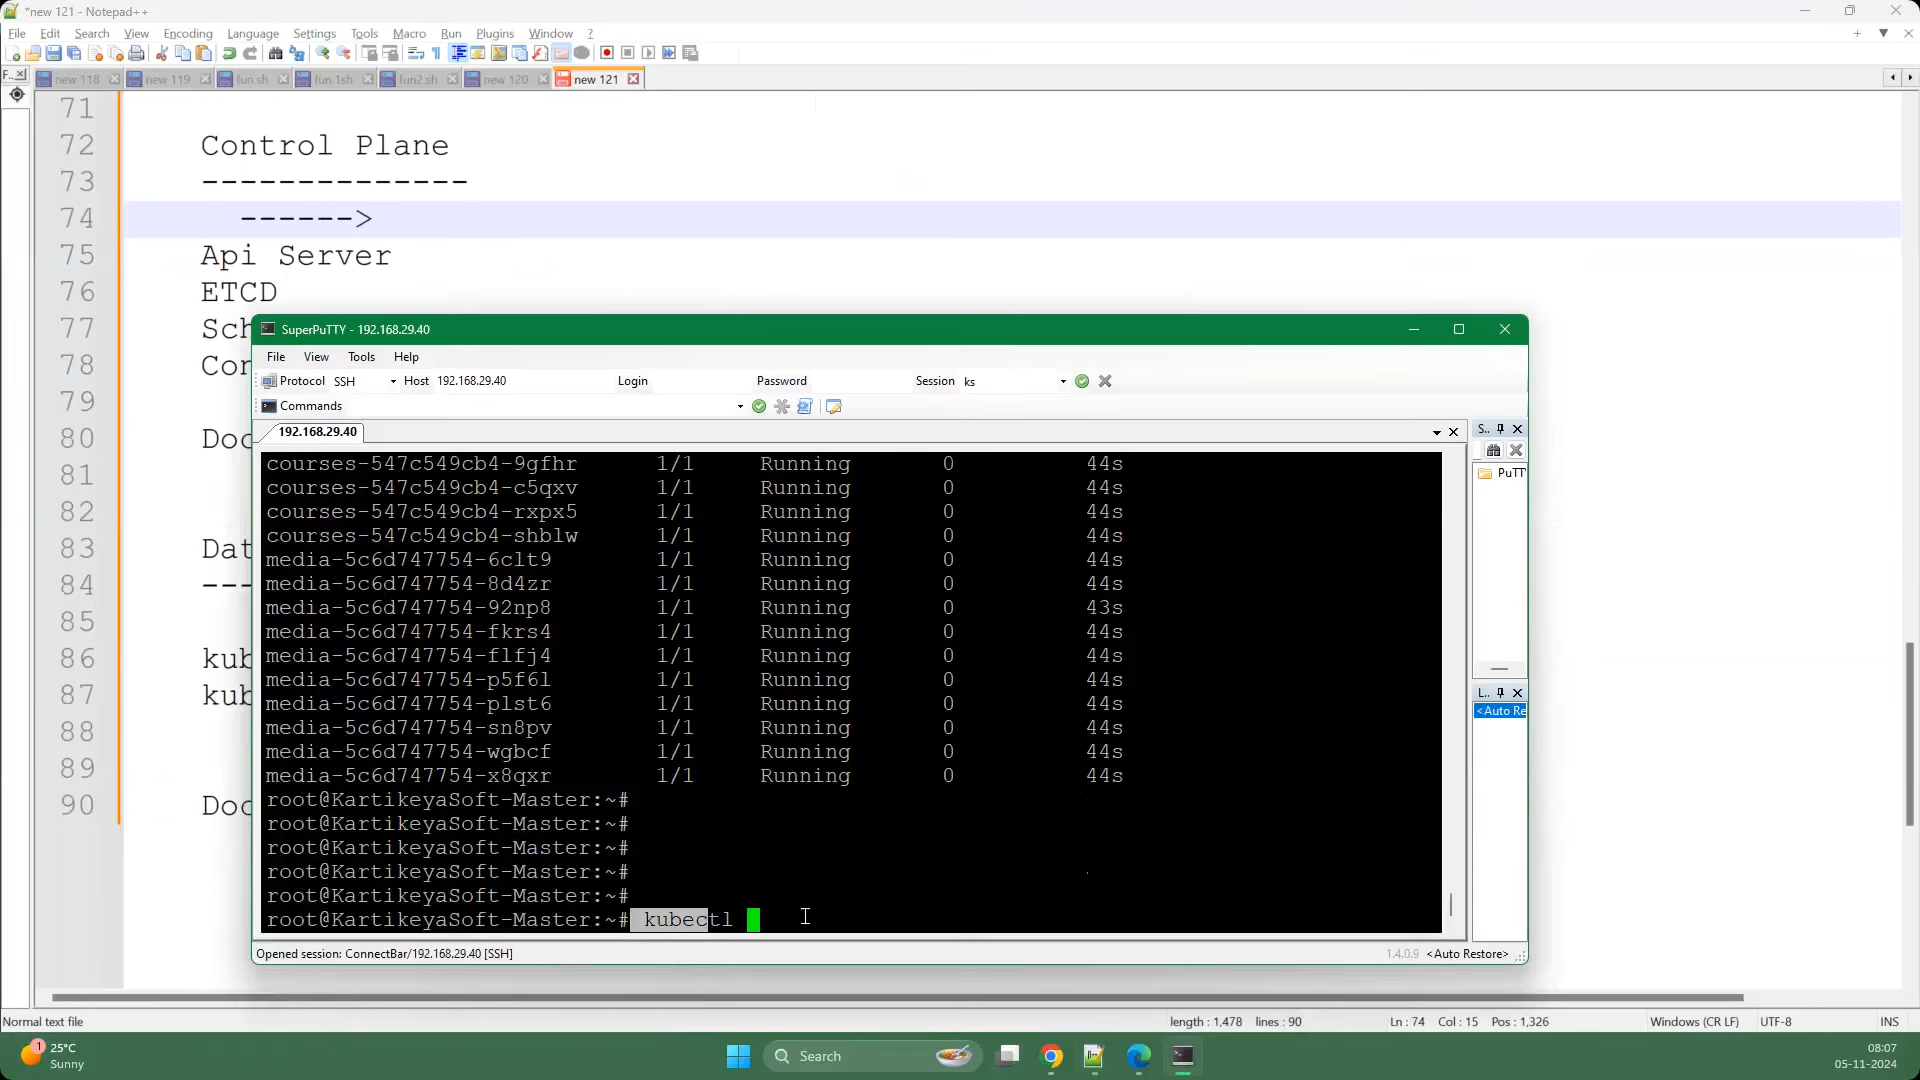 *new 121 - Notepad++
File Edit Search View Encoding Language Settings Tools Macro Run Plugins Window ?
F..
new 118 new 119 fun.sh fun.1sh fun2.sh new 120 new 121
71
72 Control Plane
73 --------------
74 ------>
75 Api Server
76 ETCD
77 Sch
78 Con
79
80 Doc
81
82
83 Dat
84 ---
85
86 kub
87 kub
88
89
90 Doc
SuperPuTTY - 192.168.29.40
File View Tools Help
Protocol SSH Host 192.168.29.40 Login Password Session ks
Commands
192.168.29.40
S..
PuTT
L..
<Auto Re
courses-547c549cb4-9gfhr 1/1 Running 0 44s
courses-547c549cb4-c5qxv 1/1 Running 0 44s
courses-547c549cb4-rxpx5 1/1 Running 0 44s
courses-547c549cb4-shblw 1/1 Running 0 44s
media-5c6d747754-6clt9 1/1 Running 0 44s
media-5c6d747754-8d4zr 1/1 Running 0 44s
media-5c6d747754-92np8 1/1 Running 0 43s
media-5c6d747754-fkrs4 1/1 Running 0 44s
media-5c6d747754-flfj4 1/1 Running 0 44s
media-5c6d747754-p5f6l 1/1 Running 0 44s
media-5c6d747754-plst6 1/1 Running 0 44s
media-5c6d747754-sn8pv 1/1 Running 0 44s
media-5c6d747754-wgbcf 1/1 Running 0 44s
media-5c6d747754-x8qxr 1/1 Running 0 44s
root@KartikeyaSoft-Master:~#
root@KartikeyaSoft-Master:~#
root@KartikeyaSoft-Master:~#
root@KartikeyaSoft-Master:~#
root@KartikeyaSoft-Master:~#
root@KartikeyaSoft-Master:~# kubectl
Opened session: ConnectBar/192.168.29.40 [SSH] 1.4.0.9 <Auto Restore>
Normal text file length : 1,478 lines : 90 Ln : 74 Col : 15 Pos : 1,326 Windows (CR LF) UTF-8 INS
1
25°C
Sunny
Search
08:07
05-11-2024